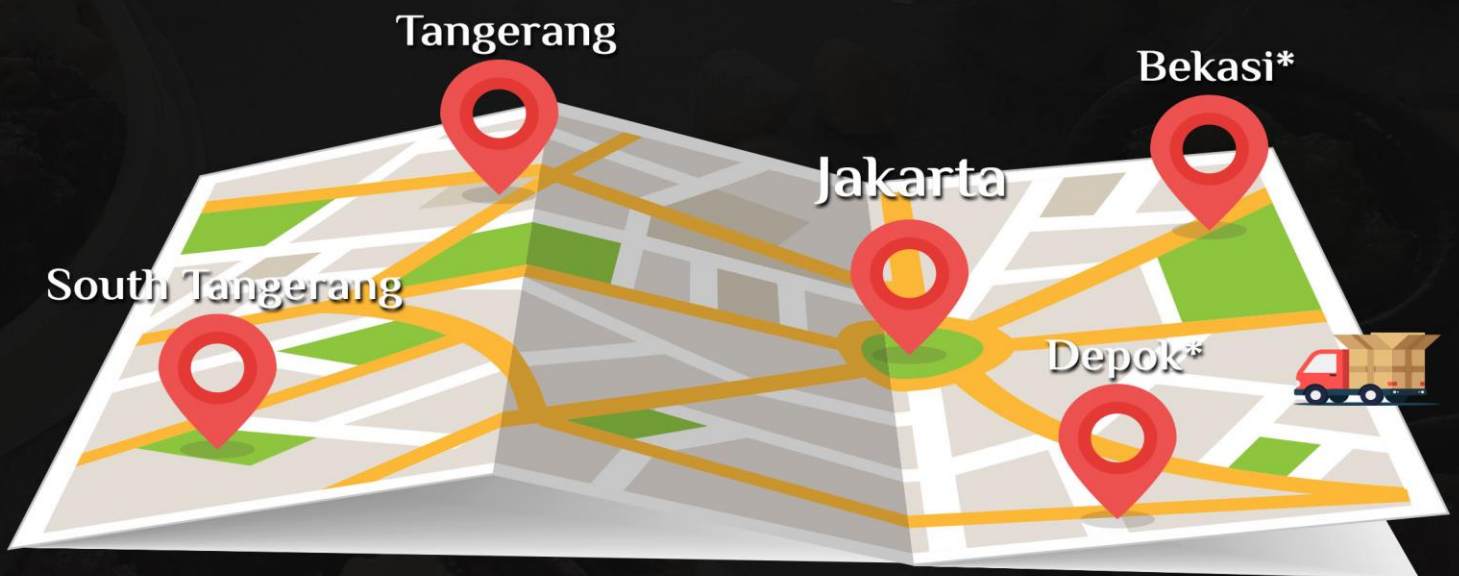 Tangerang
Bekasi*
Jakarta
South Tangerang
Depok*